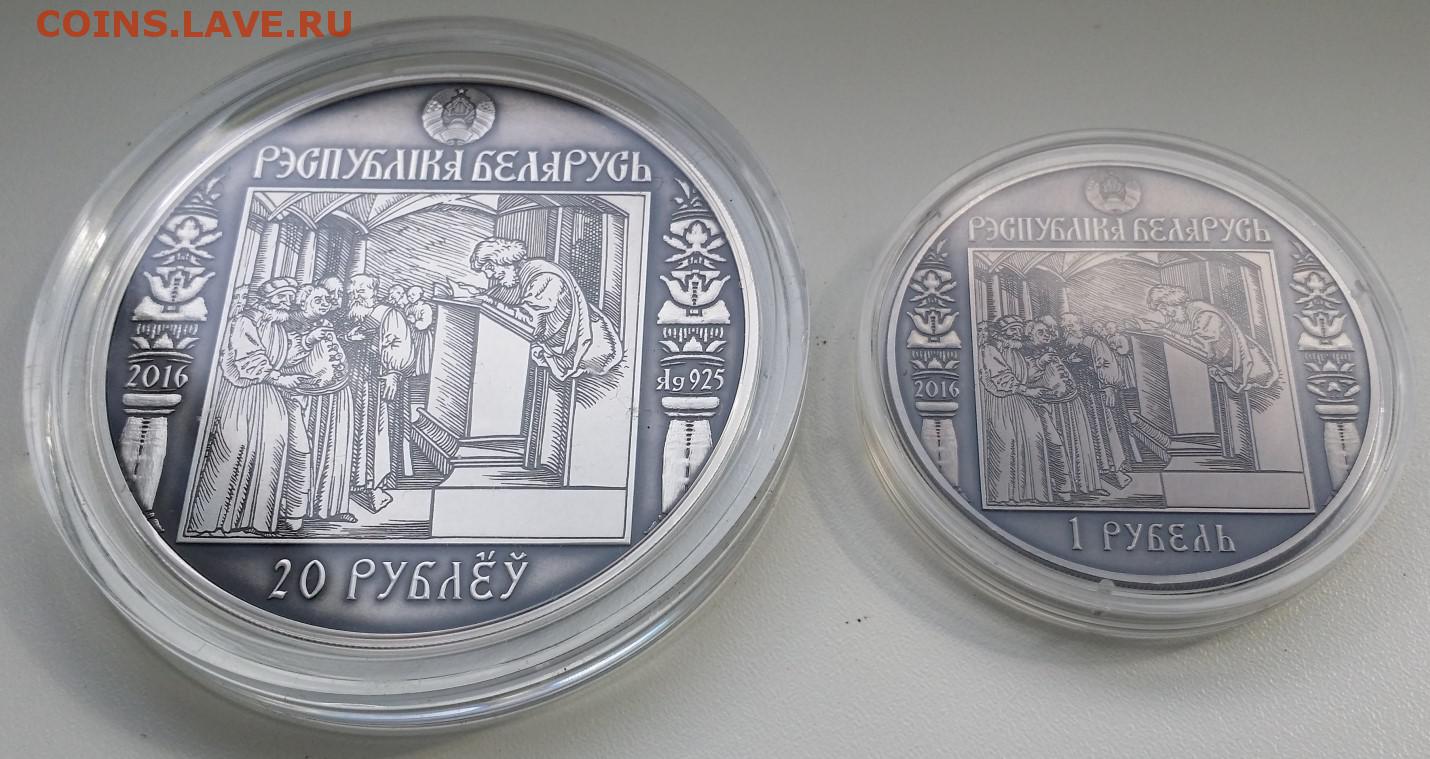 COINS.LAVE.RU
РЭСПУБЛІКА БЕЛАРУСЬ
2016
Ag 925
20 РУБЛЁЎ
РЭСПУБЛІКА БЕЛАРУСЬ
2016
1 РУБЕЛЬ